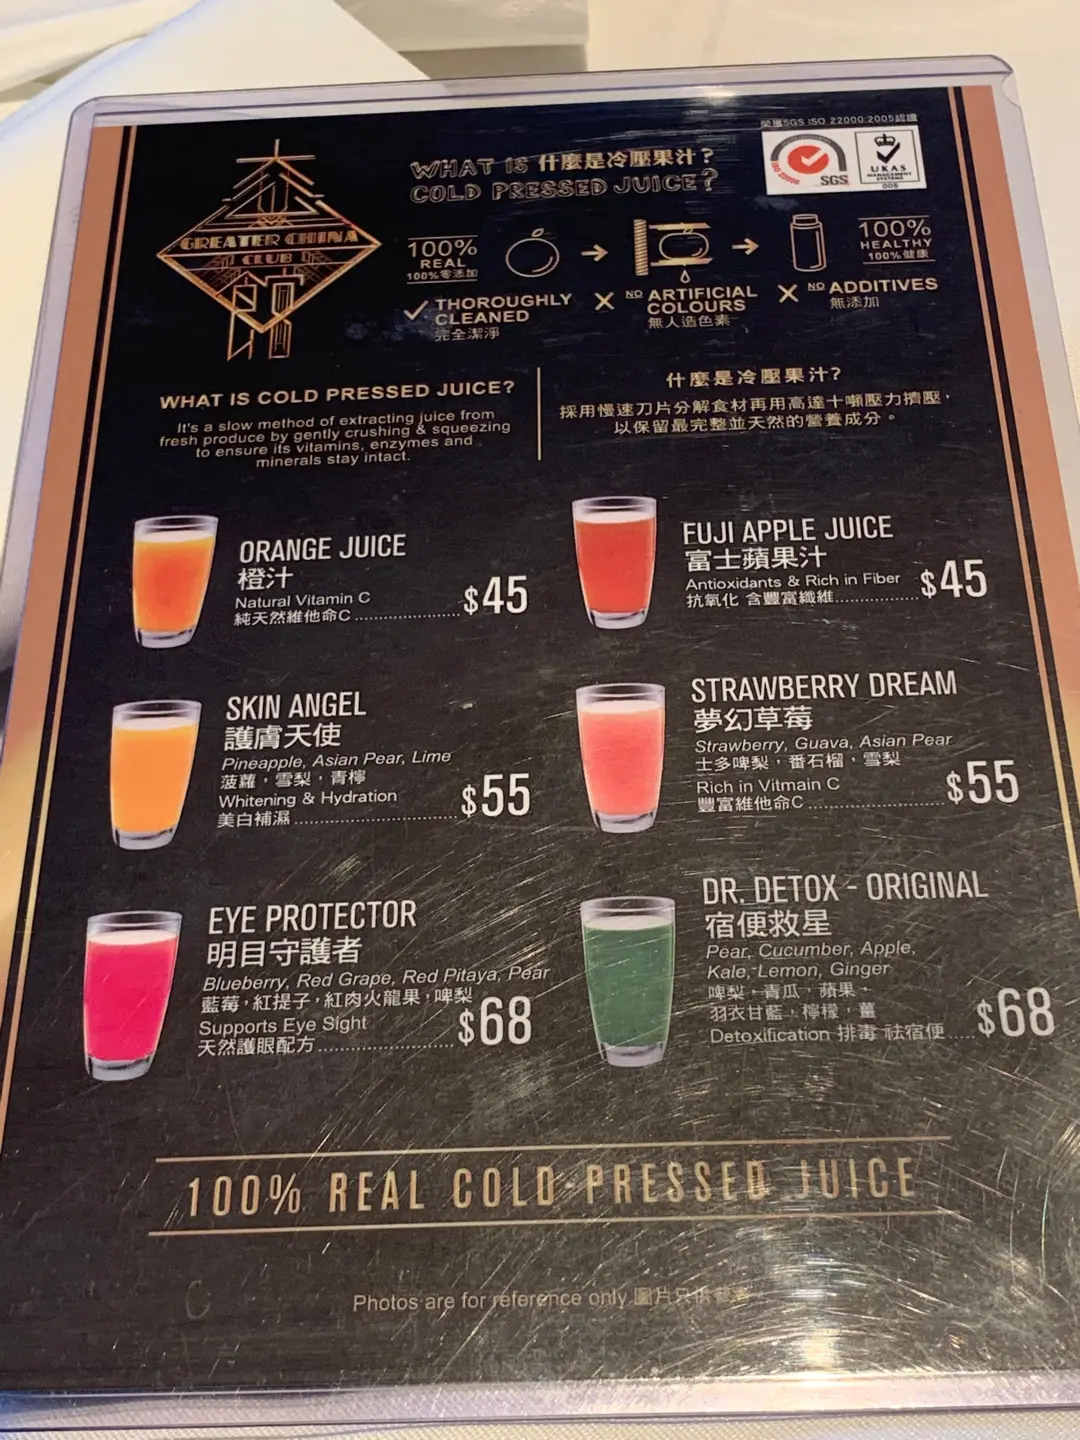 GREATER CHINA
CLUB
WHAT IS 什麼是冷壓果汁?
COLD PRESSED JUICE?
榮獲SGS ISO 22000:2005認證
ISO 22000
SGS
UKAS
MANAGEMENT
SYSTEMS
005
100%
REAL
100%零添加
100%
HEALTHY
100%健康
THOROUGHLY
CLEANED
完全潔淨
NO ARTIFICIAL
COLOURS
無人造色素
NO ADDITIVES
無添加
WHAT IS COLD PRESSED JUICE?
It's a slow method of extracting juice from
fresh produce by gently crushing & squeezing
to ensure its vitamins, enzymes and
minerals stay intact.
什麼是冷壓果汁?
採用慢速刀片分解食材再用高達十噸壓力擠壓，
以保留最完整並天然的營養成分。
ORANGE JUICE
橙汁
Natural Vitamin C
純天然維他命C.....................$45
FUJI APPLE JUICE
富士蘋果汁
Antioxidants & Rich in Fiber
抗氧化 含豐富纖維.................$45
SKIN ANGEL
護膚天使
Pineapple, Asian Pear, Lime
菠蘿，雪梨，青檸
Whitening & Hydration
美白補濕................................$55
STRAWBERRY DREAM
夢幻草莓
Strawberry, Guava, Asian Pear
士多啤梨，番石榴，雪梨
Rich in Vitmain C
豐富維他命C...........................$55
EYE PROTECTOR
明目守護者
Blueberry, Red Grape, Red Pitaya, Pear
藍莓，紅提子，紅肉火龍果，啤梨
Supports Eye Sight
天然護眼配方..........................$68
DR. DETOX - ORIGINAL
宿便救星
Pear, Cucumber, Apple,
Kale, Lemon, Ginger
啤梨，青瓜，蘋果，
羽衣甘藍，檸檬，薑
Detoxification 排毒 祛宿便.....$68
100% REAL COLD-PRESSED JUICE
Photos are for reference only 圖片只供參考